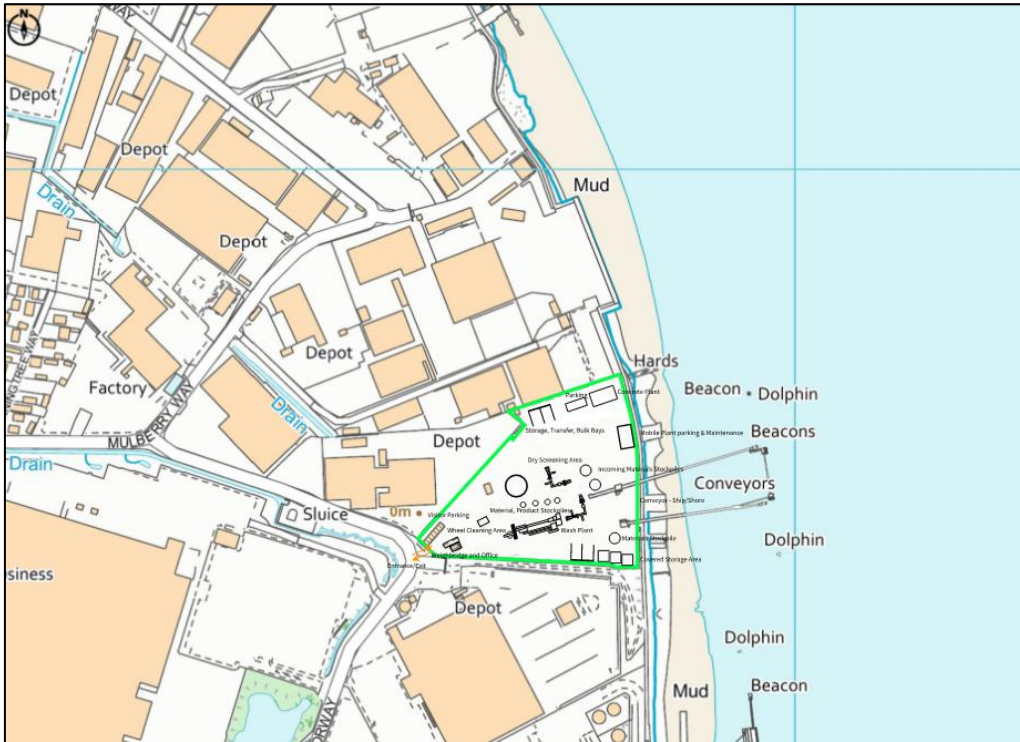 N
WAY
Depot
Depot
Drain
Mud
Depot
Depot
Hards
Beacon
Dolphin
Factory
Parking
Concrete Plant
Drain
MULBERRY WAY
Depot
Storage, Transfer, Bulk Bays
Mobile Plant parking & Maintenance
Beacons
Drain
Dry Screening Area
Incoming Materials Stockpiles
Conveyors
Conveyor - Ship/Shore
Sluice
0m
Visitor Parking
Material, Product Stockpiles
Wheel Cleaning Area
Wash Plant
Materials Stockpile
Weighbridge and Office
Entrance/Exit
Covered Storage Area
Dolphin
siness
Depot
Dolphin
Mud
Beacon
ORWAY